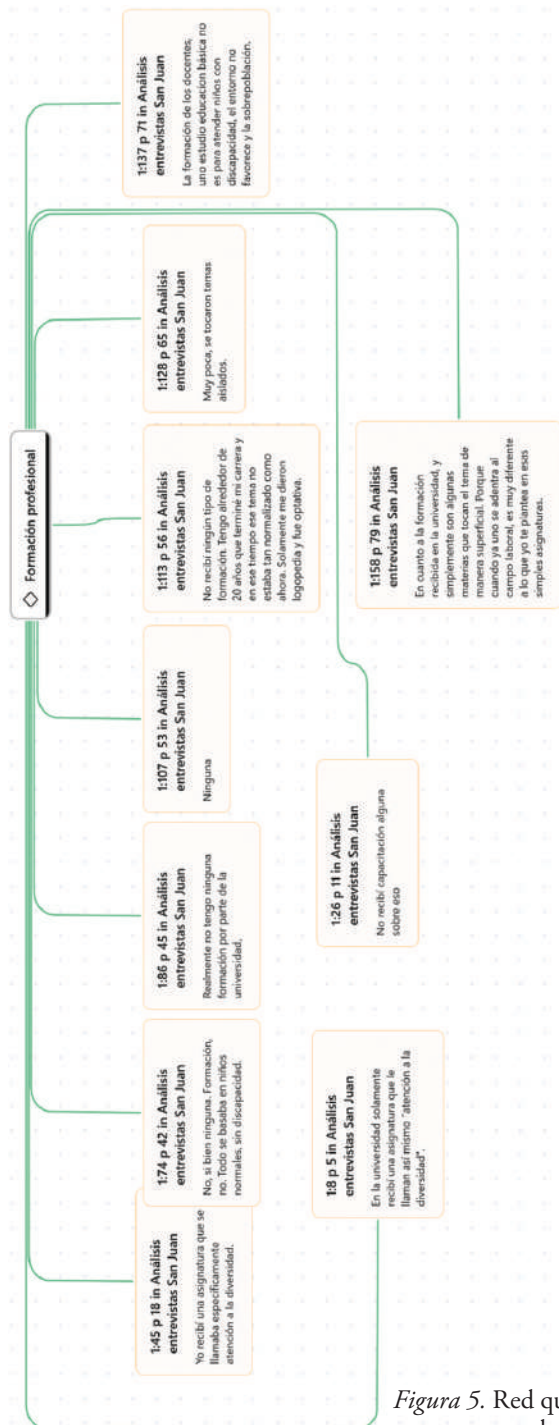 Formación profesional
1:45 p 18 in Análisis
entrevistas San Juan
Yo recibí una asignatura que se
llamaba específicamente
atención a la diversidad.
1:74 p 42 in Análisis
entrevistas San Juan
No, si bien ninguna. Formación,
no. Todo se basaba en niños
normales, sin discapacidad.
1:86 p 45 in Análisis
entrevistas San Juan
Realmente no tengo ninguna
formación por parte de la
universidad.
1:107 p 53 in Análisis
entrevistas San Juan
Ninguna
1:113 p 56 in Análisis
entrevistas San Juan
No recibí ningún tipo de
formación. Tengo alrededor de
20 años que terminé mi carrera y
en ese tiempo ese tema no
estaba tan normalizado como
ahora. Solamente me dieron
logopedia y fue optativa.
1:128 p 65 in Análisis
entrevistas San Juan
Muy poca, se tocaron temas
aislados.
1:137 p 71 in Análisis
entrevistas San Juan
La formación de los docentes,
uno estudio educacion básica no
es para atender niños con
discapacidad, el entorno no
favorece y la sobrepoblación.
1:8 p 5 in Análisis
entrevistas San Juan
En la universidad solamente
recibí una asignatura que le
llaman así mismo "atención a la
diversidad".
1:26 p 11 in Análisis
entrevistas San Juan
No recibí capacitación alguna
sobre eso
1:158 p 79 in Análisis
entrevistas San Juan
En cuanto a la formación
recibida en la universidad, y
simplemente son algunas
materias que tocan el tema de
manera superficial. Porque
cuando ya uno se adentra al
campo laboral, es muy diferente
a lo que yo te plantea en esas
simples asignaturas.
Figura 5. Red qu